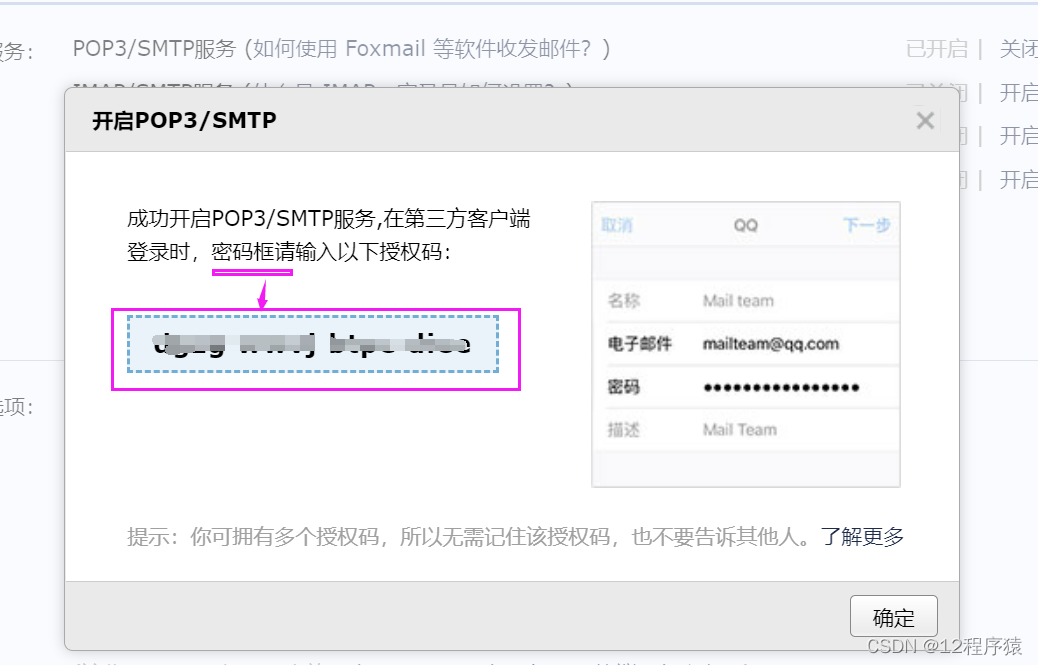 服务：
POP3/SMTP服务 (如何使用 Foxmail 等软件收发邮件？)
已开启 | 关闭
| 开启
开启POP3/SMTP
| 开启
| 开启
成功开启POP3/SMTP服务,在第三方客户端
登录时，密码框请输入以下授权码：
取消 QQ 下一步
名称 Mail team
电子邮件 mailteam@qq.com
密码 ●●●●●●●●●●●●●●●●
描述 Mail Team
选项：
提示：你可拥有多个授权码，所以无需记住该授权码，也不要告诉其他人。了解更多
确定
CSDN @12程序猿